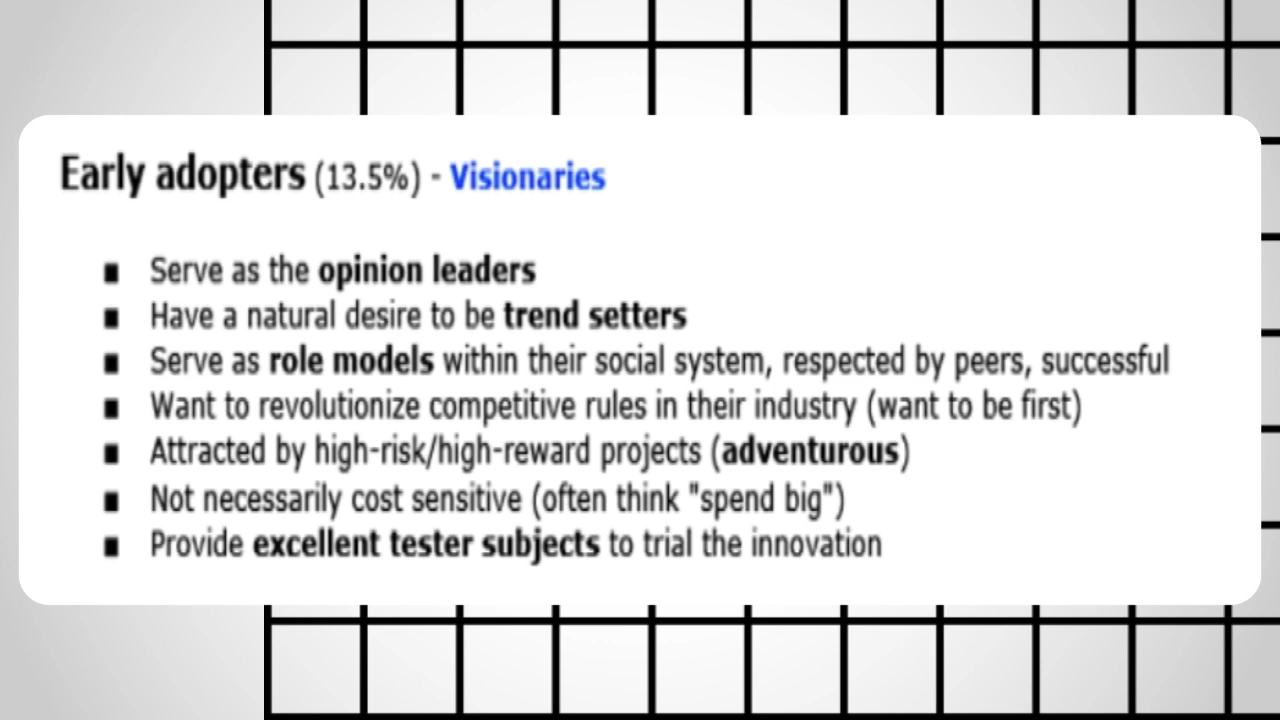 Early adopters (13.5%) - Visionaries
▪ Serve as the opinion leaders
▪ Have a natural desire to be trend setters
▪ Serve as role models within their social system, respected by peers, successful
▪ Want to revolutionize competitive rules in their industry (want to be first)
▪ Attracted by high-risk/high-reward projects (adventurous)
▪ Not necessarily cost sensitive (often think "spend big")
▪ Provide excellent tester subjects to trial the innovation